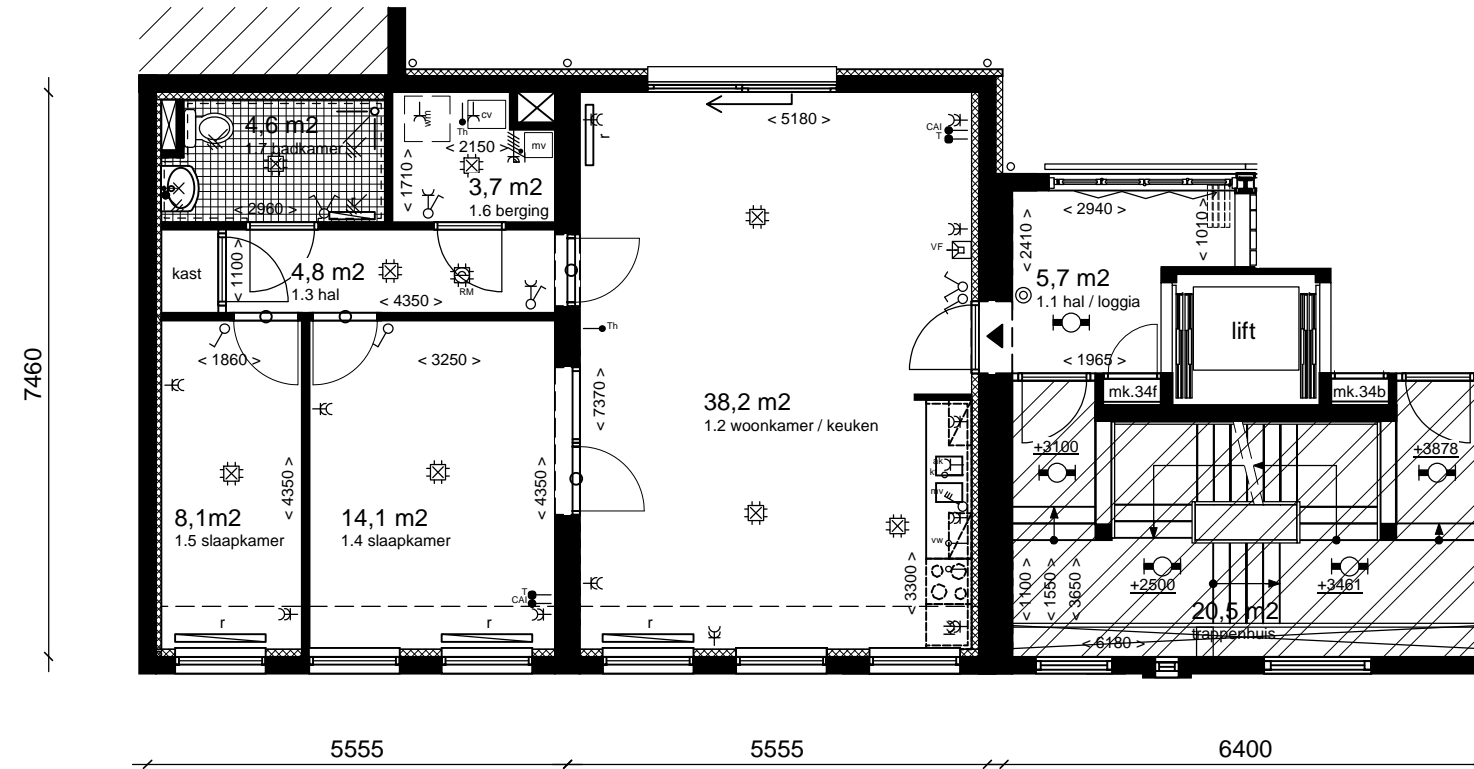 4,6 m2
1.7 badkamer
< 2960 >
wm
Th
cv
mv
< 2150 >
< 1710 >
3,7 m2
1.6 berging
r
< 5180 >
CAI
T
VF
kast
< 1100 >
4,8 m2
1.3 hal
< 4350 >
RM
Th
< 1860 >
< 3250 >
< 4350 >
< 4350 >
8,1m2
1.5 slaapkamer
14,1 m2
1.4 slaapkamer
T
CAI
r
r
r
< 7370 >
38,2 m2
1.2 woonkamer / keuken
mv
vw
< 3300 >
< 2940 >
< 2410 >
< 1010 >
5,7 m2
1.1 hal / loggia
< 1965 >
lift
mk.34f
mk.34b
+3100
+3878
+2500
+3461
< 1100 >
< 1550 >
< 3650 >
20,5 m2
trappenhuis
< 6180 >
7460
5555
5555
6400